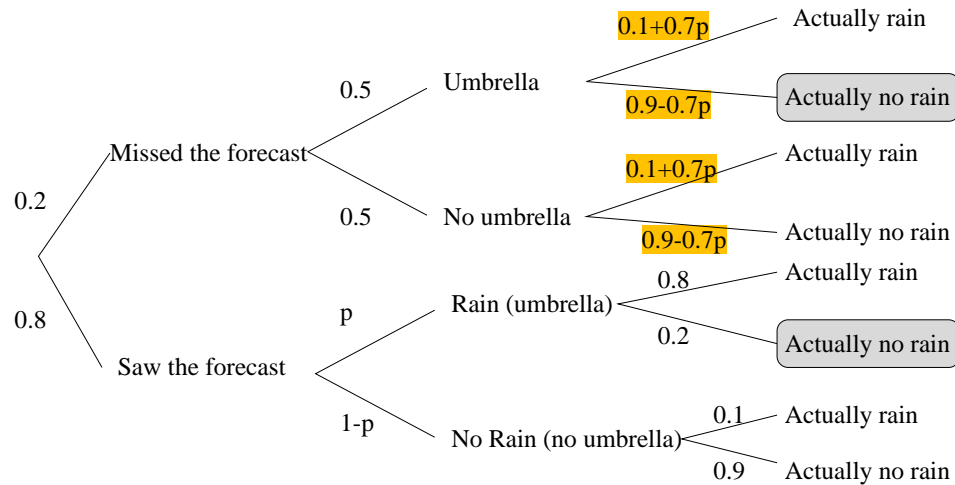 0.1+0.7p
Actually rain
0.5
Umbrella
0.9-0.7p
Actually no rain
Missed the forecast
0.2
0.5
No umbrella
0.1+0.7p
Actually rain
0.9-0.7p
Actually no rain
0.8
Saw the forecast
p
Rain (umbrella)
0.8
Actually rain
0.2
Actually no rain
1-p
No Rain (no umbrella)
0.1
Actually rain
0.9
Actually no rain